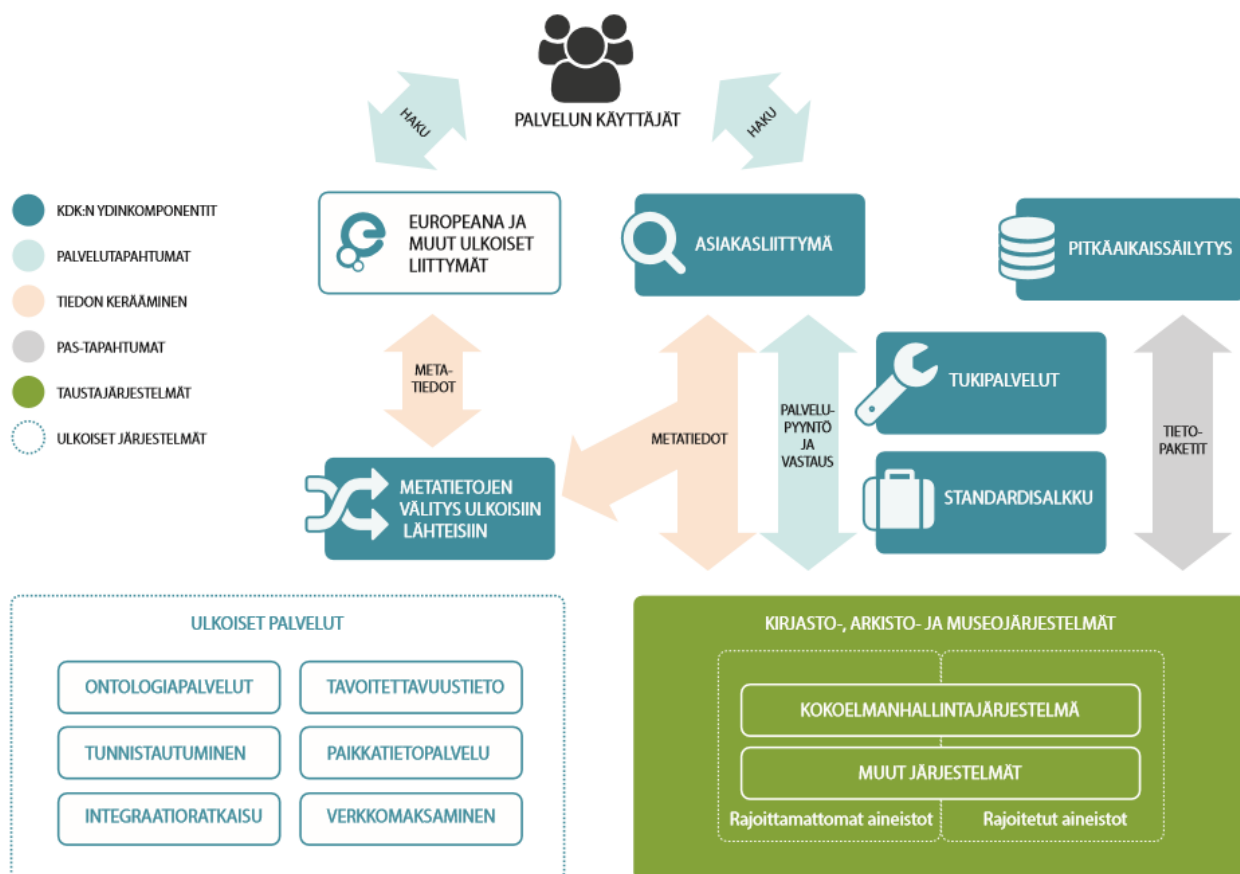 PALVELUN KÄYTTÄJÄT
HAKU
HAKU
KDK:N YDINKOMPONENTIT
PALVELUTAPAHTUMAT
TIEDON KERÄÄMINEN
PAS-TAPAHTUMAT
TAUSTAJÄRJESTELMÄT
ULKOISET JÄRJESTELMÄT
EUROPEANA JA
MUUT ULKOISET
LIITTYMÄT
ASIAKASLIITTYMÄ
PITKÄAIKAISSÄILYTYS
META-
TIEDOT
METATIEDOT
PALVELU-
PYYNTÖ
JA
VASTAUS
TUKIPALVELUT
STANDARDISALKKU
TIETO-
PAKETIT
METATIETOJEN
VÄLITYS ULKOISIIN
LÄHTEISIIN
ULKOISET PALVELUT
ONTOLOGIAPALVELUT
TAVOITETTAVUUSTIETO
TUNNISTAUTUMINEN
PAIKKATIETOPALVELU
INTEGRAATIORATKAISU
VERKKOMAKSAMINEN
KIRJASTO-, ARKISTO- JA MUSEOJÄRJESTELMÄT
KOKOELMANHALLINTAJÄRJESTELMÄ
MUUT JÄRJESTELMÄT
Rajoittamattomat aineistot
Rajoitetut aineistot